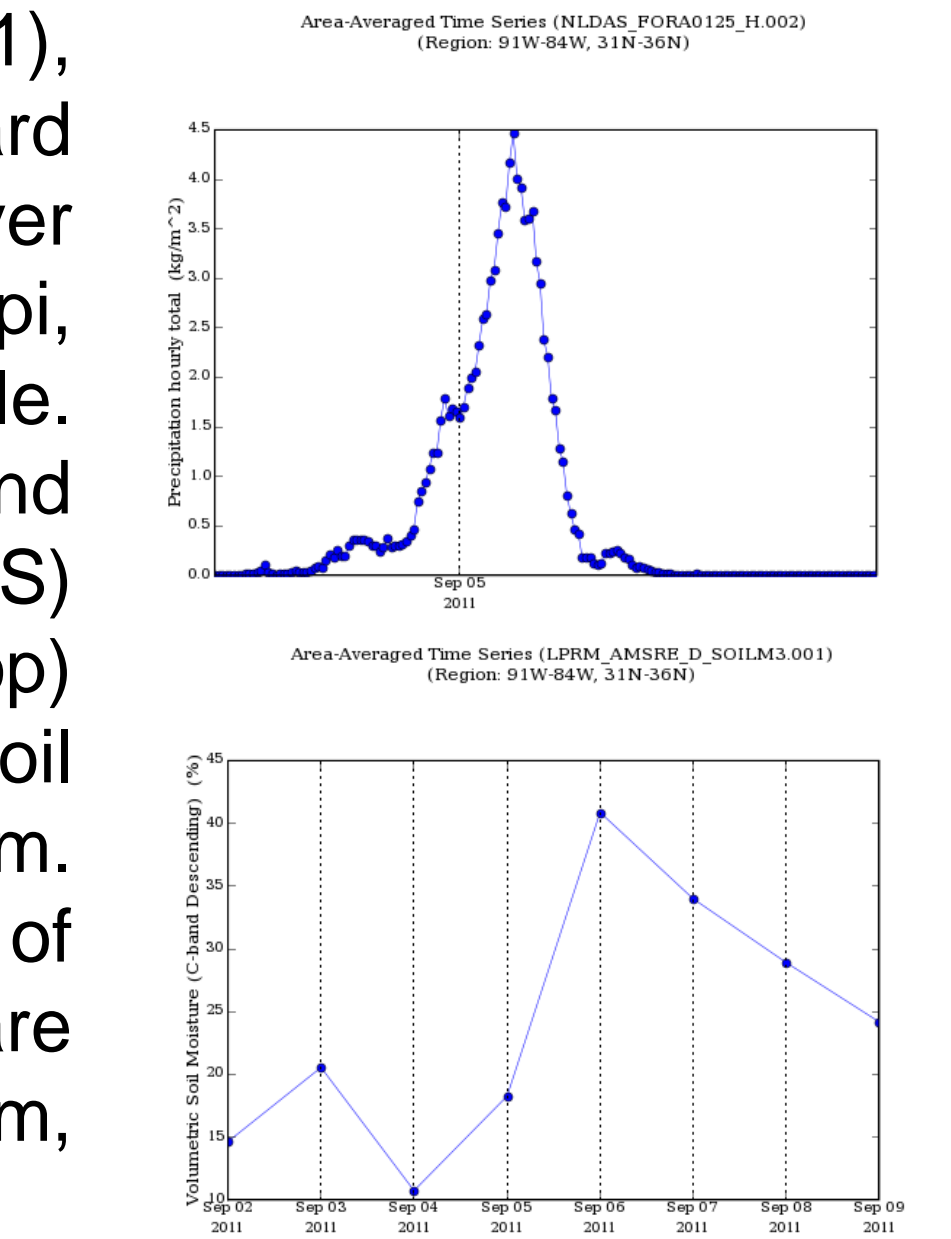 1),
ard
ver
pi,
le.
nd
S)
op)
oil
m.
of
are
m,
Area-Averaged Time Series (NLDAS_FORA0125_H.002)
(Region: 91W-84W, 31N-36N)
Precipitation hourly total (kg/m^2)
4.5
4.0
3.5
3.0
2.5
2.0
1.5
1.0
0.5
0.0
Sep 05
2011
Area-Averaged Time Series (LPRM_AMSRE_D_SOILM3.001)
(Region: 91W-84W, 31N-36N)
Volumetric Soil Moisture (C-band Descending) (%)
45
40
35
30
25
20
15
10
Sep 02 Sep 03 Sep 04 Sep 05 Sep 06 Sep 07 Sep 08 Sep 09
2011 2011 2011 2011 2011 2011 2011 2011